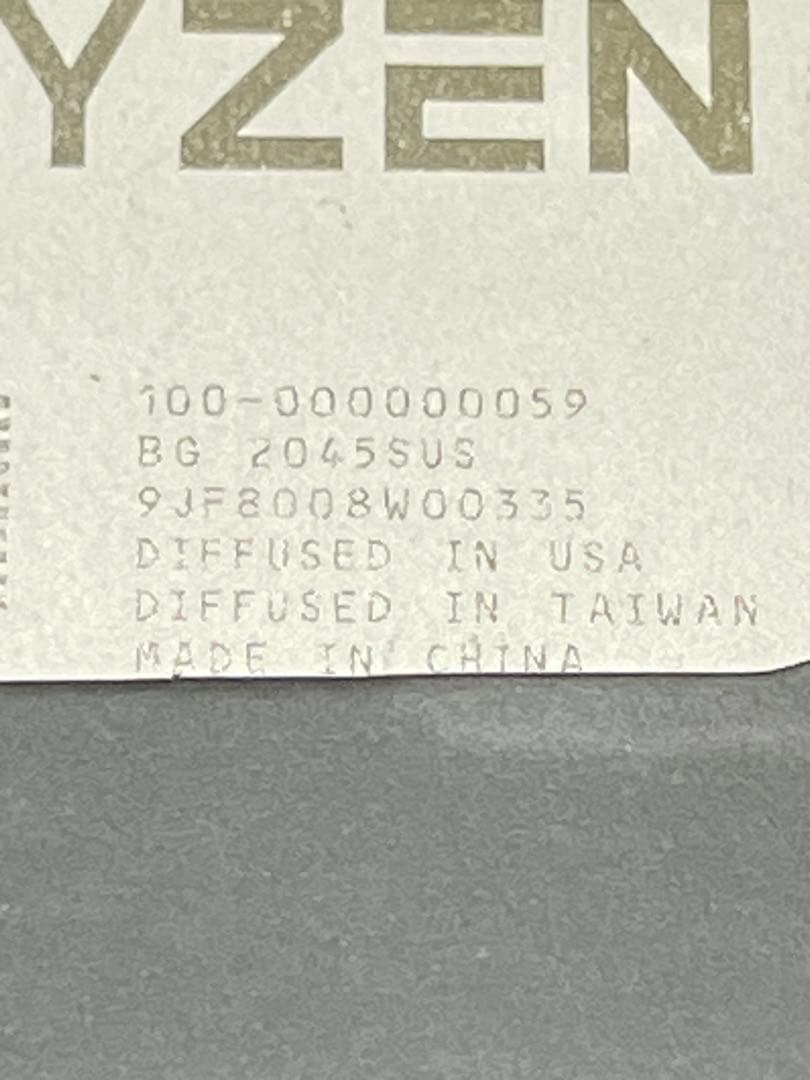 YZEN
100-000000059
BG 2045SUS
9JF8008W00335
DIFFUSED IN USA
DIFFUSED IN TAIWAN
MADE IN CHINA